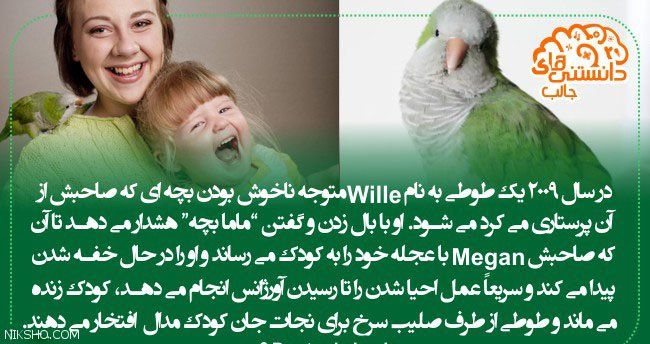 دانستنی های
جالب
در سال ۲۰۰۹ یک طوطی به نام Wille متوجه ناخوش بودن بچه ای که صاحبش از
آن پرستاری می کرد می شود. او با بال زدن و گفتن “ماما بچه” هشدار می دهد تا آن
که صاحبش Megan با عجله خود را به کودک می رساند و او را در حال خفه شدن
پیدا می کند و سریعاً عمل احیا شدن را تا رسیدن آورژانس انجام می دهد، کودک زنده
می ماند و طوطی از طرف صلیب سرخ برای نجات جان کودک مدال افتخار می دهند.
NIKSHO.COM